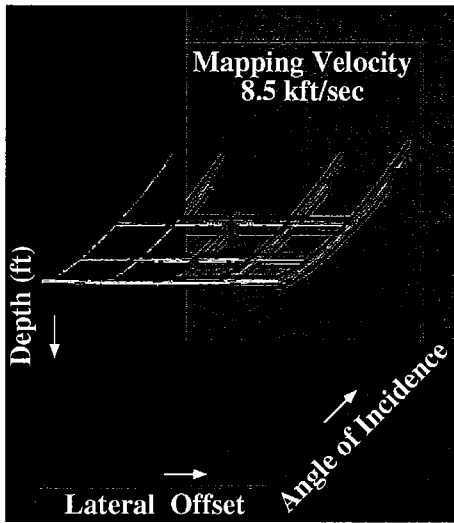 Mapping Velocity
8.5 kft/sec
Depth (ft)
Angle of Incidence
Lateral Offset